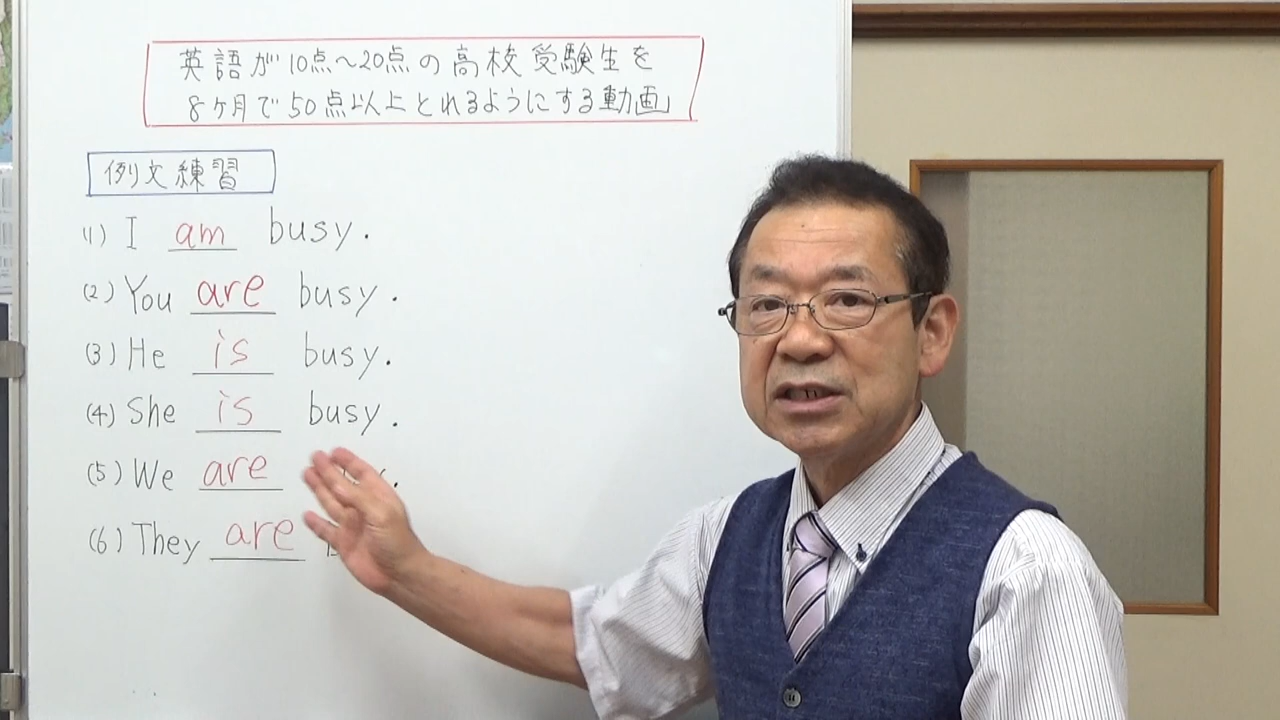 英語が10点〜20点の高校受験生を
8ヶ月で50点以上とれるようにする動画」
例文練習
(1) I am busy.
(2) You are busy.
(3) He is busy.
(4) She is busy.
(5) We are
(6) They are